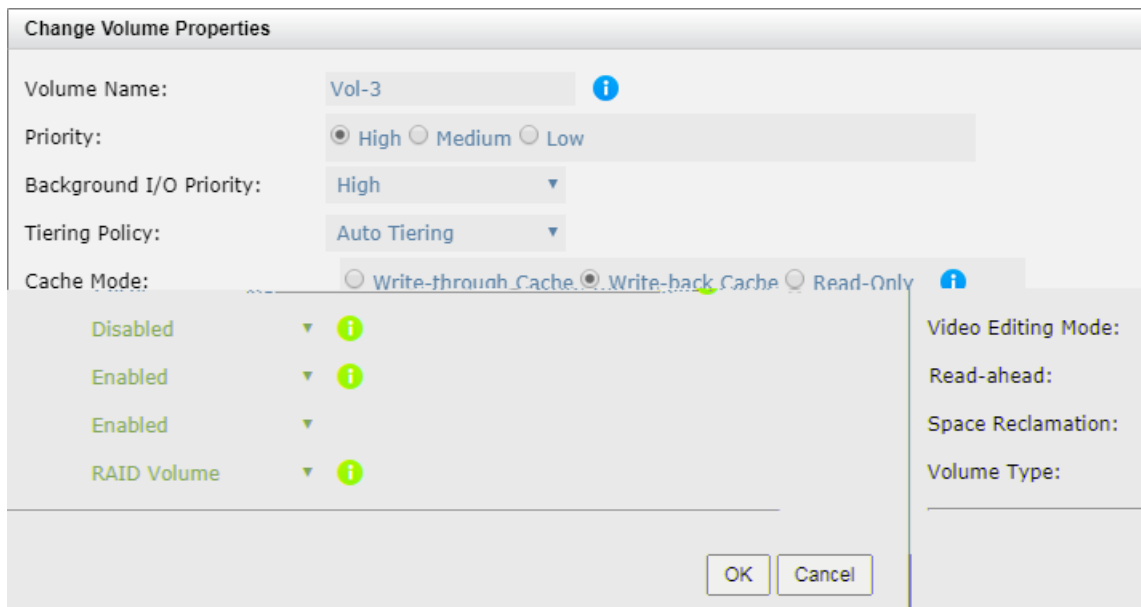 Change Volume Properties
Volume Name: Vol-3
Priority: High Medium Low
Background I/O Priority: High
Tiering Policy: Auto Tiering
Cache Mode: Write-through Cache Write-back Cache Read-Only
Disabled Video Editing Mode:
Enabled Read-ahead:
Enabled Space Reclamation:
RAID Volume Volume Type:
OK Cancel